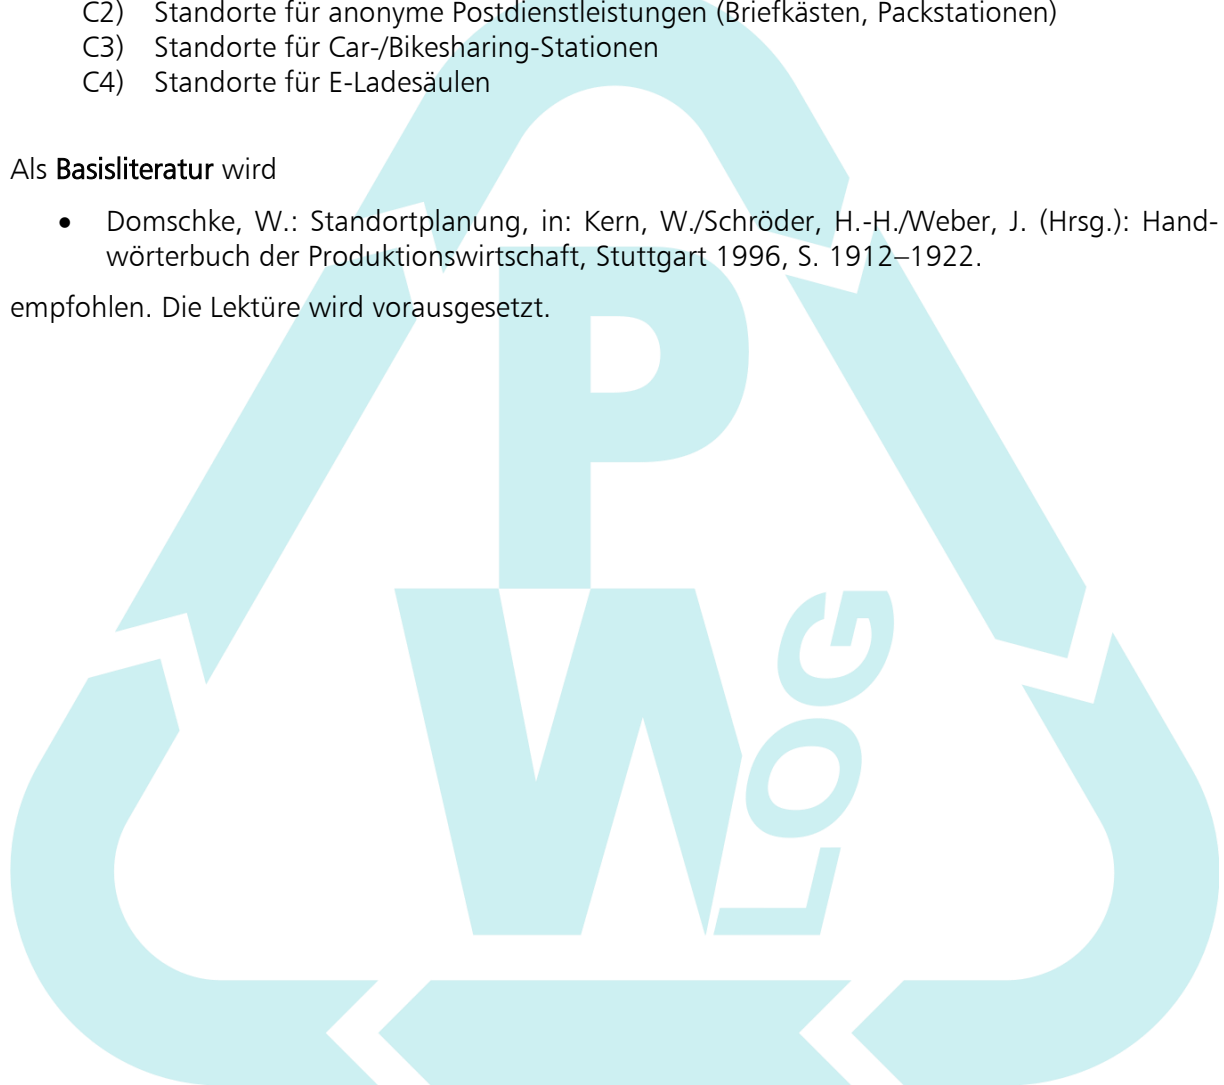 C2) Standorte für anonyme Postdienstleistungen (Briefkästen, Packstationen)
C3) Standorte für Car-/Bikesharing-Stationen
C4) Standorte für E-Ladesäulen
Als Basisliteratur wird
• Domschke, W.: Standortplanung, in: Kern, W./Schröder, H.-H./Weber, J. (Hrsg.): Hand-
wörterbuch der Produktionswirtschaft, Stuttgart 1996, S. 1912–1922.
empfohlen. Die Lektüre wird vorausgesetzt.
P
W
LOG